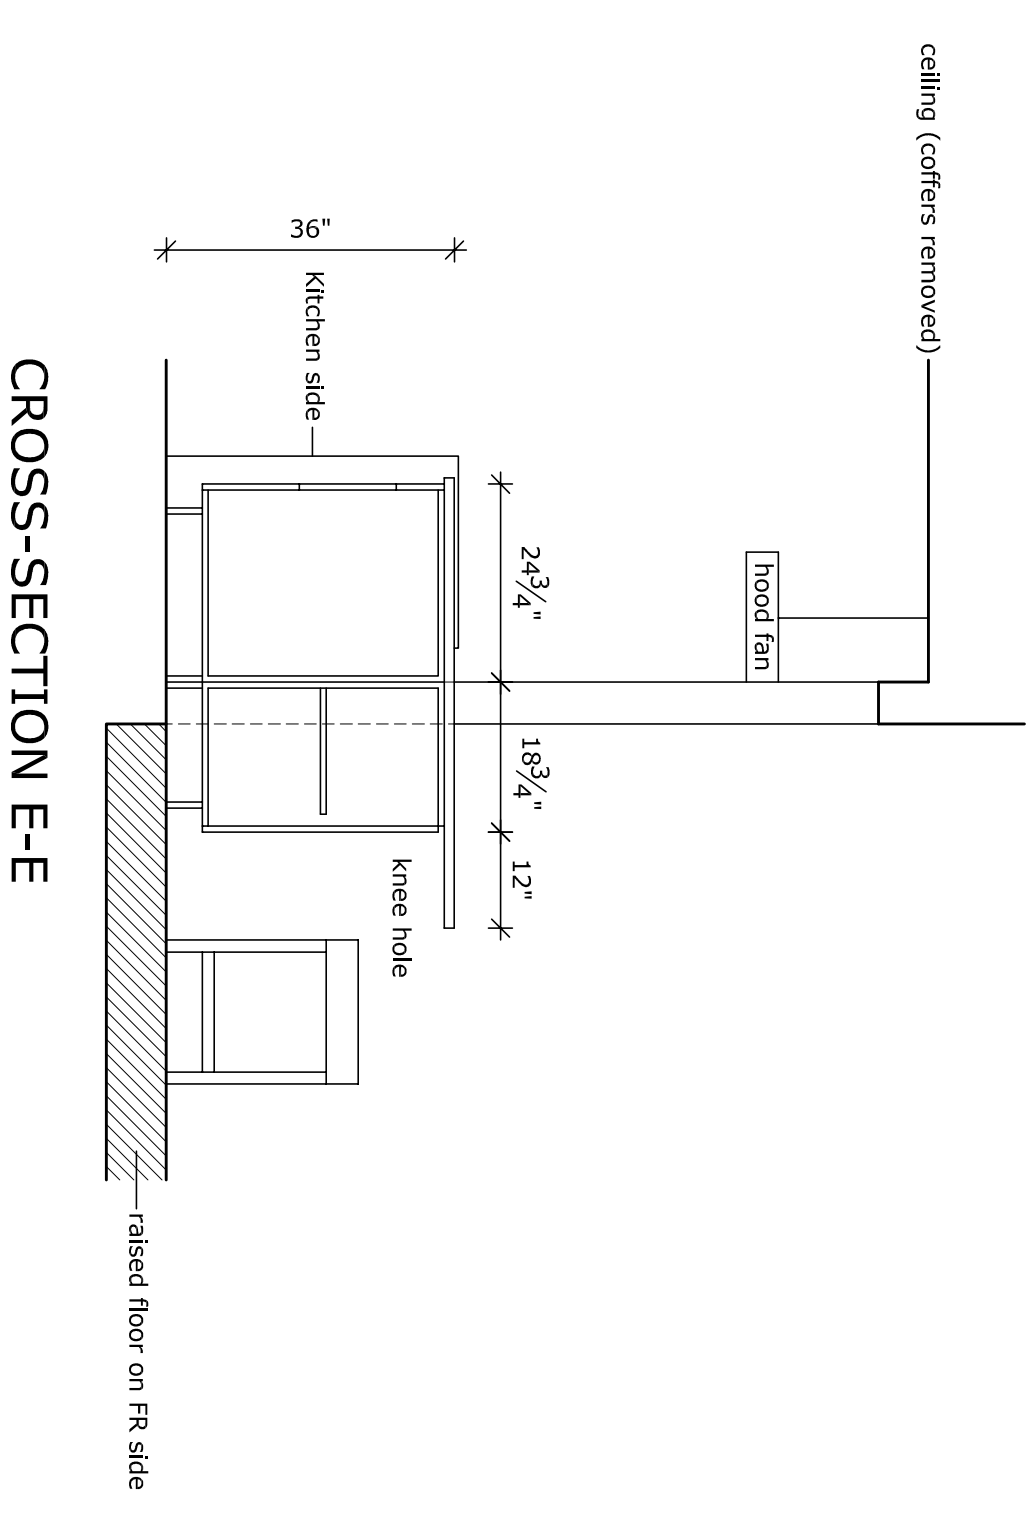 ceiling (coffers removed)
hood fan
24¾"
18¾"
12"
36"
Kitchen side
knee hole
raised floor on FR side
CROSS-SECTION E-E